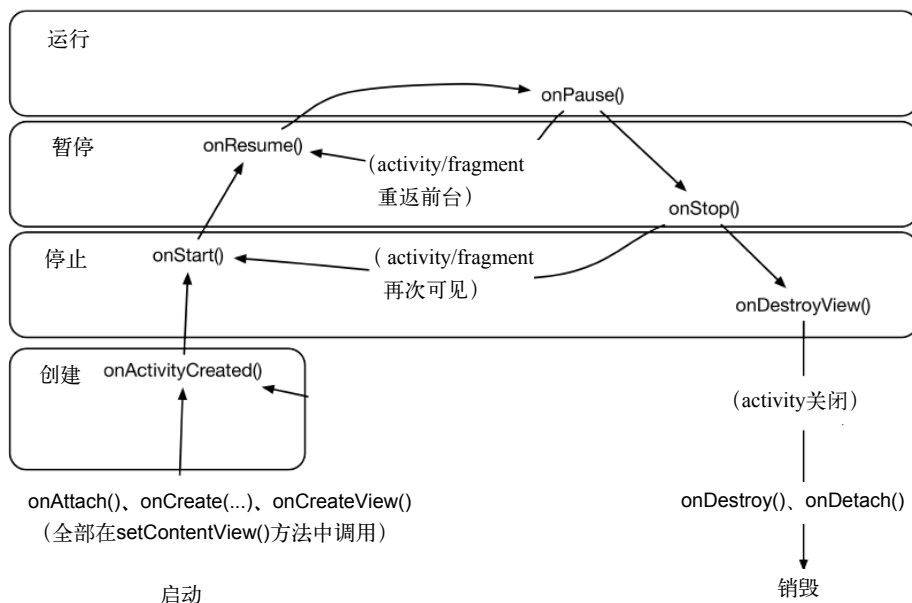 运行
onPause()
暂停
onResume()
（activity/fragment
重返前台）
onStop()
停止
onStart()
（ activity/fragment
再次可见）
onDestroyView()
创建
onActivityCreated()
（activity关闭）
onAttach()、onCreate(...)、onCreateView()
（全部在setContentView()方法中调用）
onDestroy()、onDetach()
启动
销毁